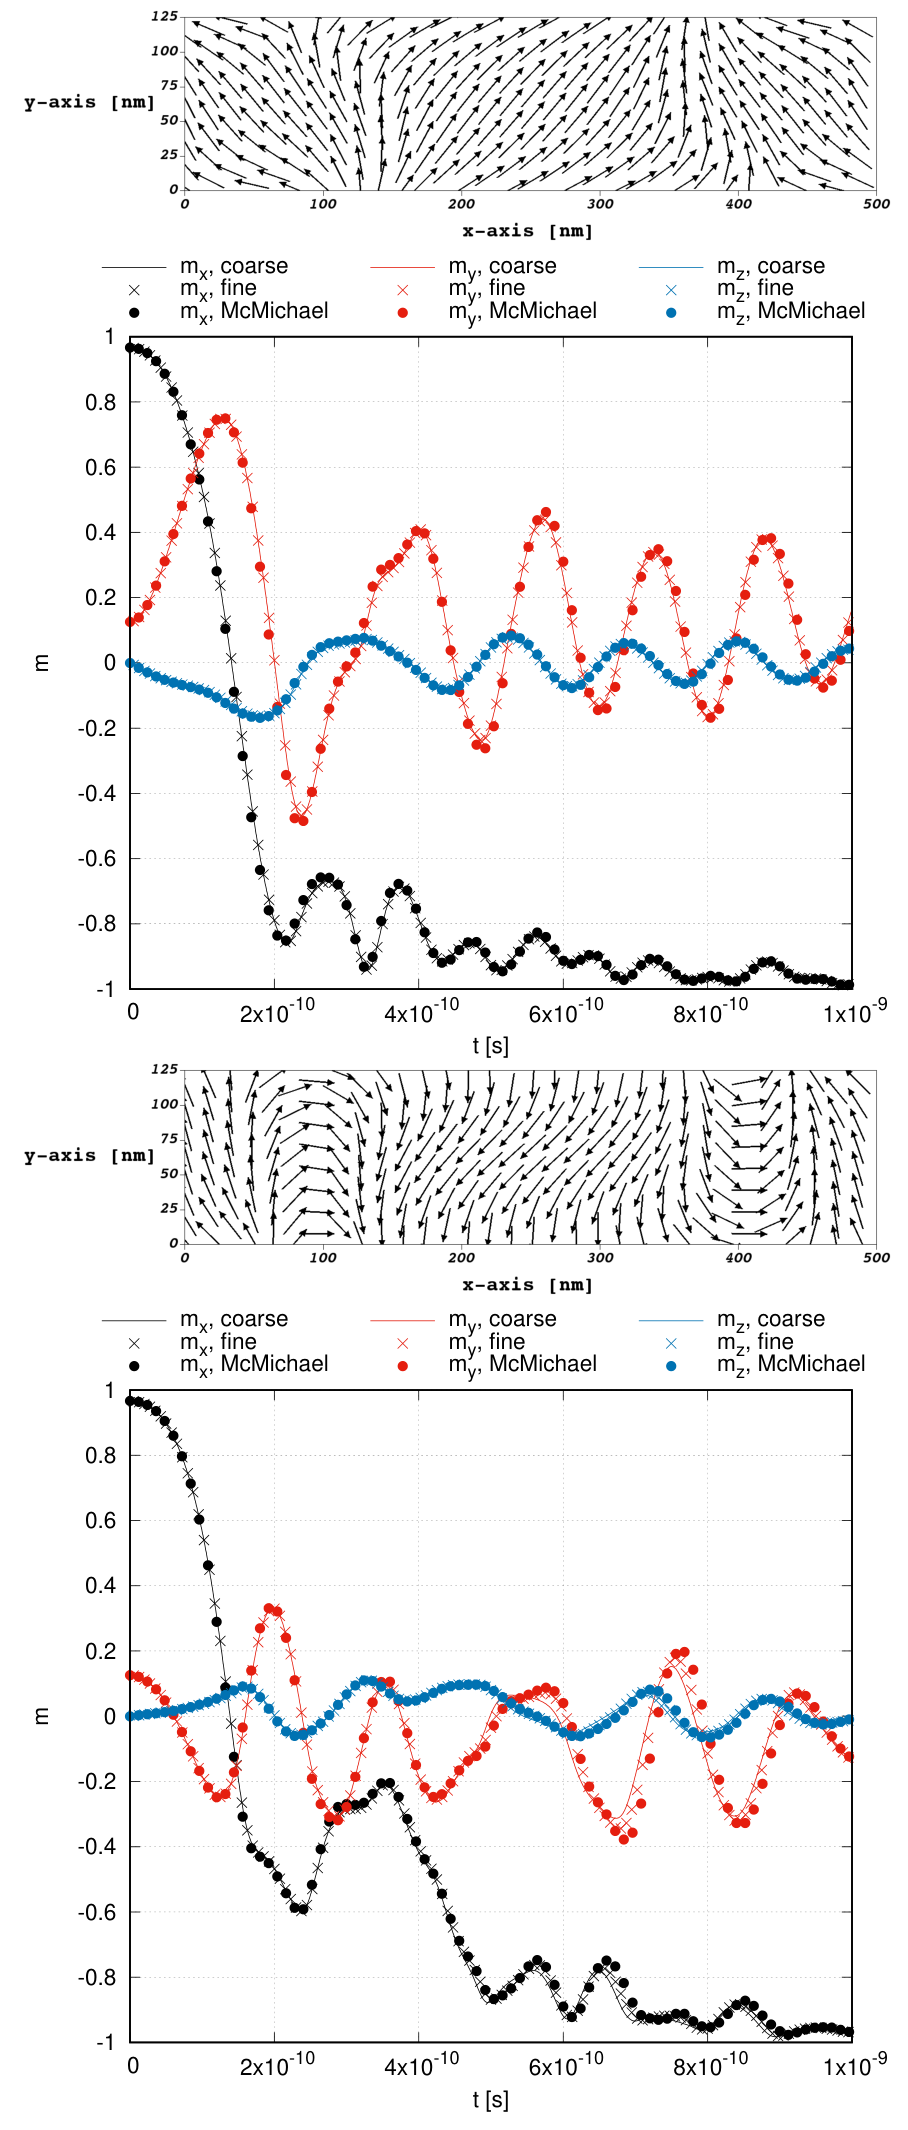 125
100
75
50
25
0
y-axis [nm]
0 100 200 300 400 500
x-axis [nm]
mx, coarse my, coarse mz, coarse
mx, fine my, fine mz, fine
mx, McMichael my, McMichael mz, McMichael
1
0.8
0.6
0.4
0.2
0
-0.2
-0.4
-0.6
-0.8
-1
m
0 2x10-10 4x10-10 6x10-10 8x10-10 1x10-9
t [s]
125
100
75
50
25
0
y-axis [nm]
0 100 200 300 400 500
x-axis [nm]
mx, coarse my, coarse mz, coarse
mx, fine my, fine mz, fine
mx, McMichael my, McMichael mz, McMichael
1
0.8
0.6
0.4
0.2
0
-0.2
-0.4
-0.6
-0.8
-1
m
0 2x10-10 4x10-10 6x10-10 8x10-10 1x10-9
t [s]